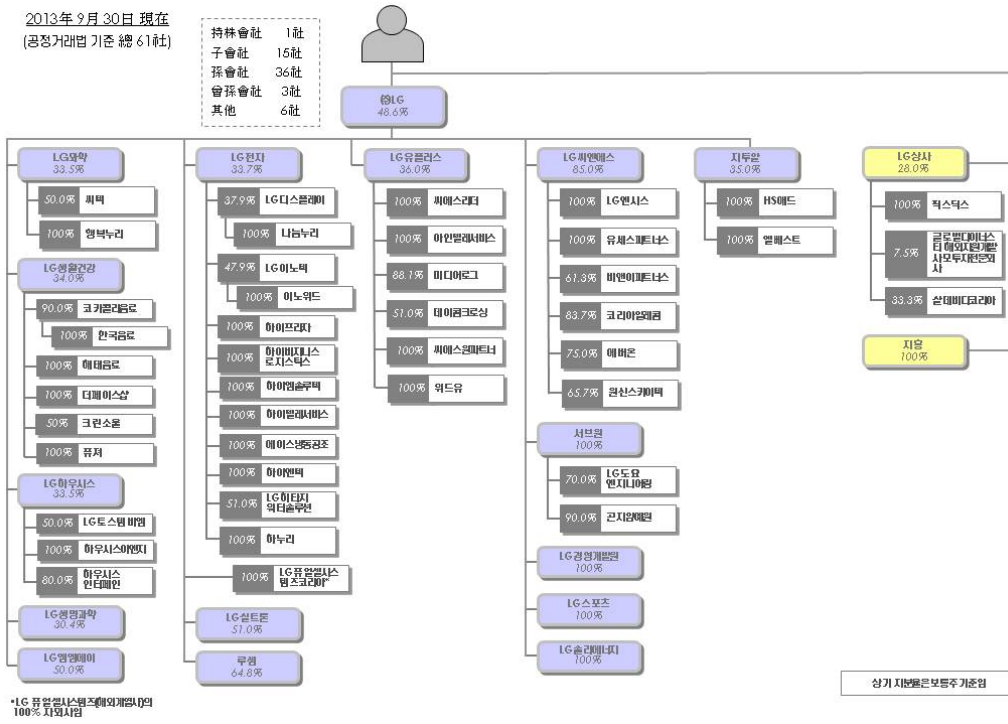 2013年 9月 30日 現在
(공정거래법 기준 總 61社)
持株會社 1社
子會社 15社
孫會社 36社
曾孫會社 3社
其他 6社
㈜LG
48.6%
LG화학
33.5%
50.0% 씨텍
100% 행복누리
LG생활건강
34.0%
90.0% 코카콜라음료
100% 한국음료
100% 해태음료
100% 더페이스샵
50% 크린소울
100% 퓨저
LG하우시스
33.5%
50.0% LG토스템비엠
100% 하우시스이엔지
80.0% 하우시스
인터페인
LG생명과학
30.4%
LG엠엠에이
50.0%
*LG 퓨얼셀시스템즈(해외계열사)의
100% 자회사임
LG전자
33.7%
37.9% LG디스플레이
100% 나눔누리
47.9% LG이노텍
100% 이노위드
100% 하이프라자
100% 하이비지니스
로지스틱스
100% 하이엠솔루텍
100% 하이텔레서비스
100% 에이스냉동공조
100% 하이엔텍
51.0% LG히타치
워터솔루션
100% 하누리
100% LG퓨얼셀시스
템즈코리아*
LG실트론
51.0%
루셈
64.8%
LG유플러스
36.0%
100% 씨에스리더
100% 아인텔레서비스
88.1% 미디어로그
51.0% 데이콤크로싱
100% 씨에스원파트너
100% 위드유
LG씨엔에스
85.0%
100% LG엔시스
100% 유세스파트너스
61.3% 비앤이파트너스
83.7% 코리아일레콤
75.0% 에버온
65.7% 원신스카이텍
서브원
100%
70.0% LG도요
엔지니어링
90.0% 곤지암예원
LG경영개발원
100%
LG스포츠
100%
LG솔라에너지
100%
지투알
35.0%
100% HS애드
100% 엘베스트
LG상사
28.0%
100% 픽스딕스
7.5% 글로벌다이너스
티해외자원개발
사모투자전문회
사
33.3% 살데비다코리아
지흥
100%
상기 지분율은 보통주 기준임